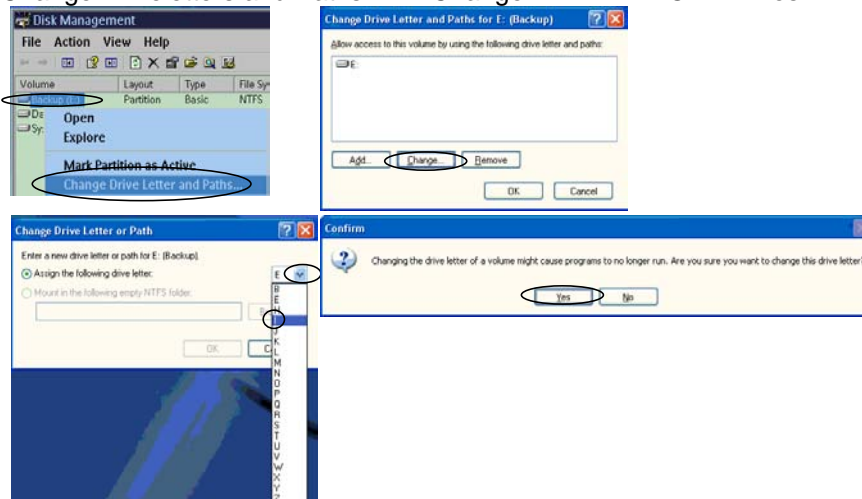 Disk Management
File Action View Help
Volume Layout Type File Sy
Backup (E:) Partition Basic NTFS
Open
Explore
Mark Partition as Active
Change Drive Letter and Paths...
Change Drive Letter and Paths for E: (Backup)
Allow access to this volume by using the following drive letter and paths:
E:
Add... Change... Remove
OK Cancel
Change Drive Letter or Path
Enter a new drive letter or path for E: (Backup).
Assign the following drive letter: E
Mount in the following empty NTFS folder:
OK
B
E
H
I
J
K
L
M
N
O
P
Q
R
S
T
U
V
W
X
Y
Z
Confirm
Changing the drive letter of a volume might cause programs to no longer run. Are you sure you want to change this drive letter?
Yes No